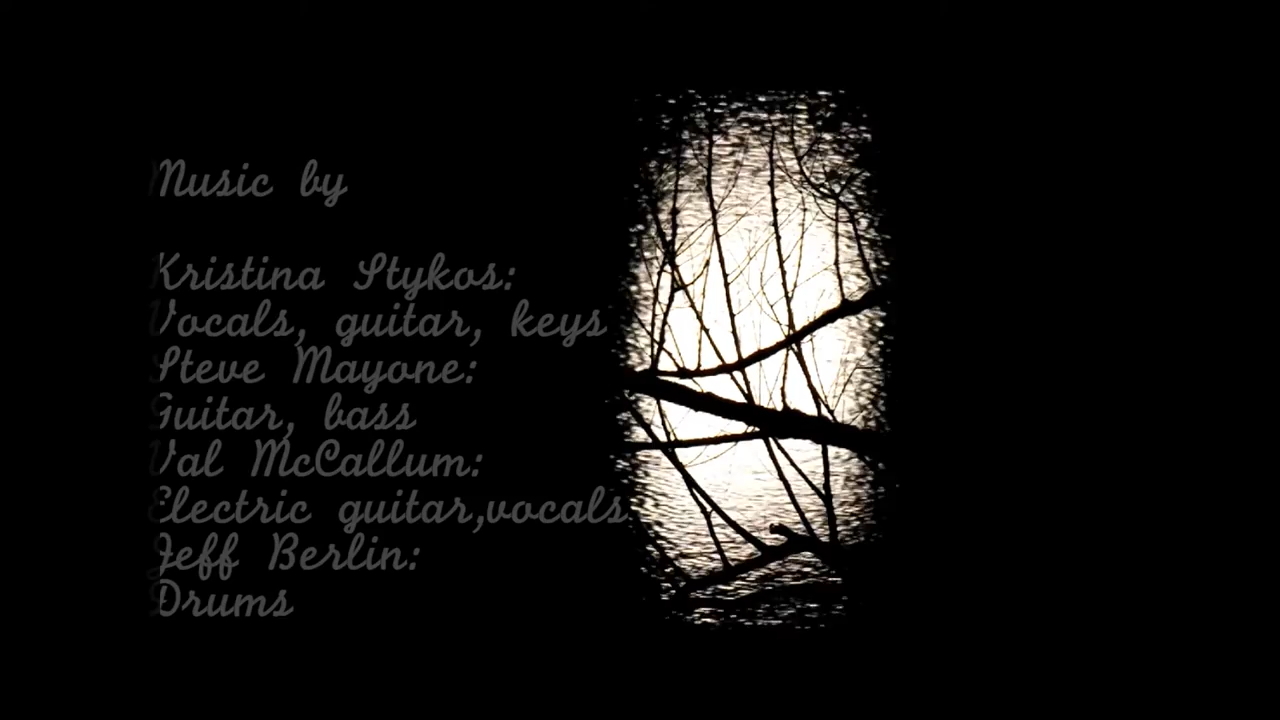 Music by
Kristina Stykos:
Vocals, guitar, keys
Steve Mayone:
Guitar, bass
Val McCallum:
Electric guitar,vocals
Jeff Berlin:
Drums